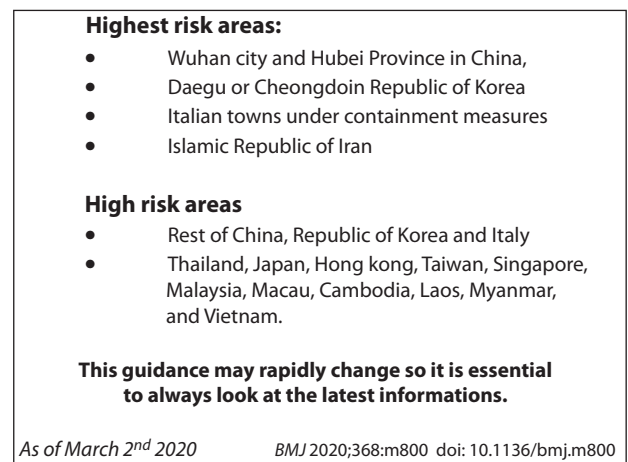 Highest risk areas:
• Wuhan city and Hubei Province in China,
• Daegu or Cheongdoin Republic of Korea
• Italian towns under containment measures
• Islamic Republic of Iran
High risk areas
• Rest of China, Republic of Korea and Italy
• Thailand, Japan, Hong kong, Taiwan, Singapore,
Malaysia, Macau, Cambodia, Laos, Myanmar,
and Vietnam.
This guidance may rapidly change so it is essential
to always look at the latest informations.
As of March 2nd 2020 BMJ 2020;368:m800 doi: 10.1136/bmj.m800